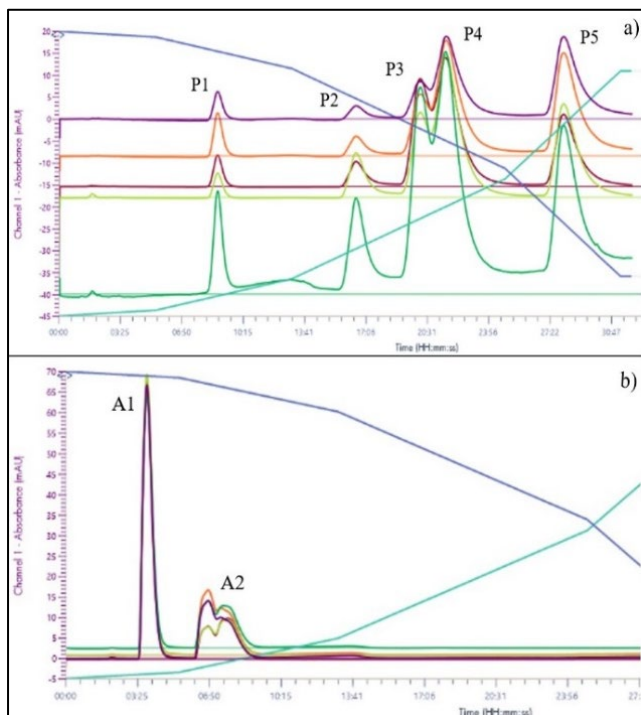 a)
P1
P2
P3
P4
P5
Channel 1 - Absorbance (mAU)
20
15
10
5
0
-5
-10
-15
-20
-25
-30
-35
-40
-45
00:00 03:25 06:50 10:15 13:41 17:06 20:31 23:56 27:22 30:47
Time (HH:mm:ss)
b)
A1
A2
Channel 1 - Absorbance (mAU)
70
65
60
55
50
45
40
35
30
25
20
15
10
5
0
-5
00:00 03:25 06:50 10:15 13:41 17:06 20:31 23:56 27:
Time (HH:mm:ss)